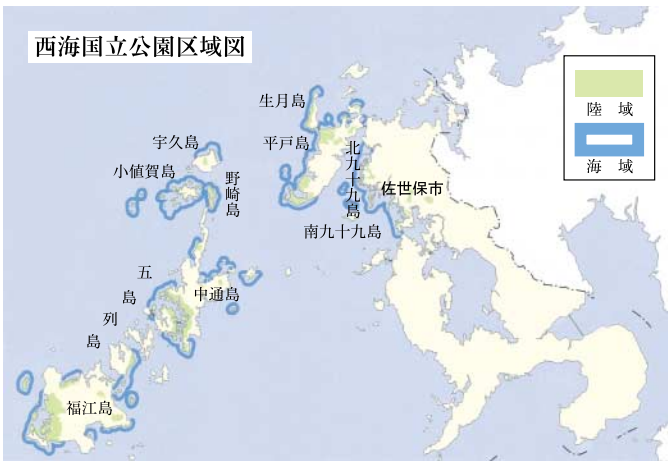 西海国立公園区域図
陸域
海域
生月島
平戸島
宇久島
小値賀島
野崎島
北九十九島
佐世保市
南九十九島
五島列島
中通島
福江島